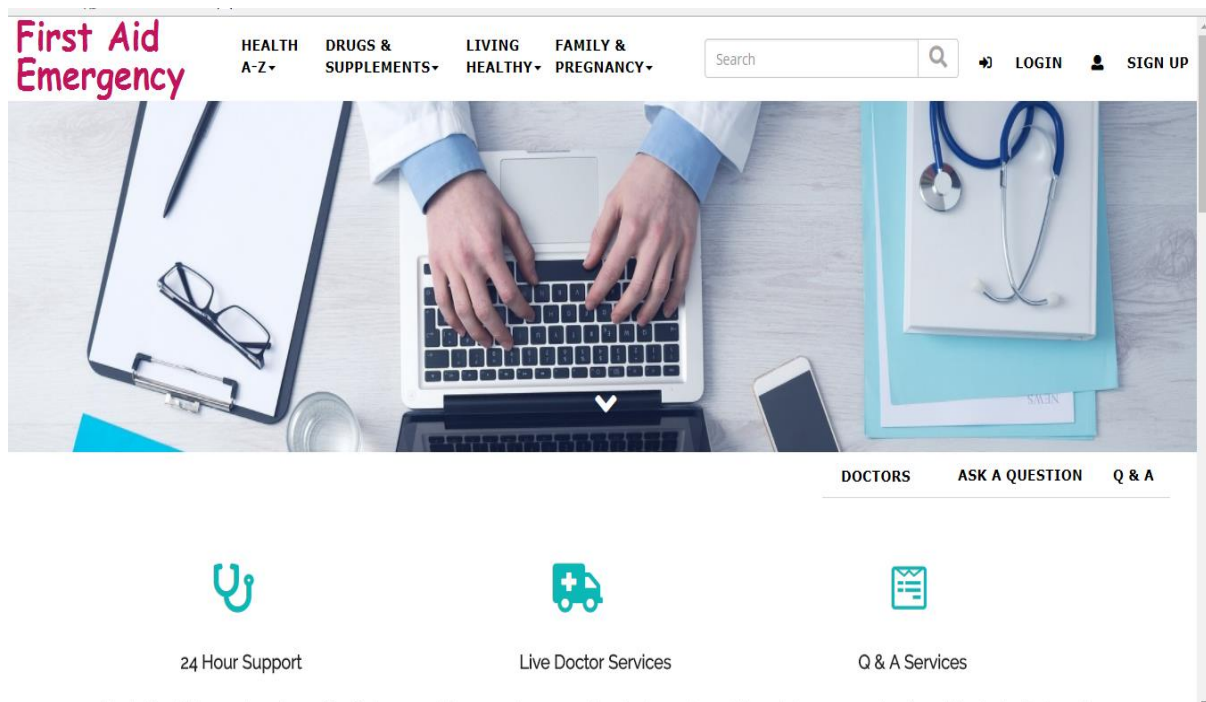 First Aid
Emergency
HEALTH
A-Z
DRUGS &
SUPPLEMENTS
LIVING
HEALTHY
FAMILY &
PREGNANCY
Search
LOGIN
SIGN UP
NEWS
DOCTORS
ASK A QUESTION
Q & A
24 Hour Support
Live Doctor Services
Q & A Services